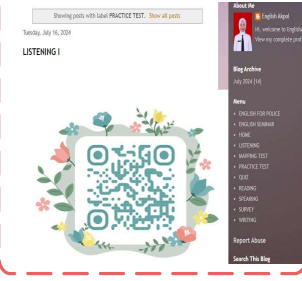 Showing posts with label PRACTICE TEST. Show all posts
Tuesday, July 16, 2024
LISTENING I
About Me
English Akpol
Hi, welcome to English
View my complete prof
Blog Archive
July 2024 (14)
Menu
ENGLISH FOR POLICE
ENGLISH SEMINAR
HOME
LISTENING
MAPPING TEST
PRACTICE TEST
QUIZ
READING
SPEAKING
SURVEY
WRITING
Report Abuse
Search This Blog